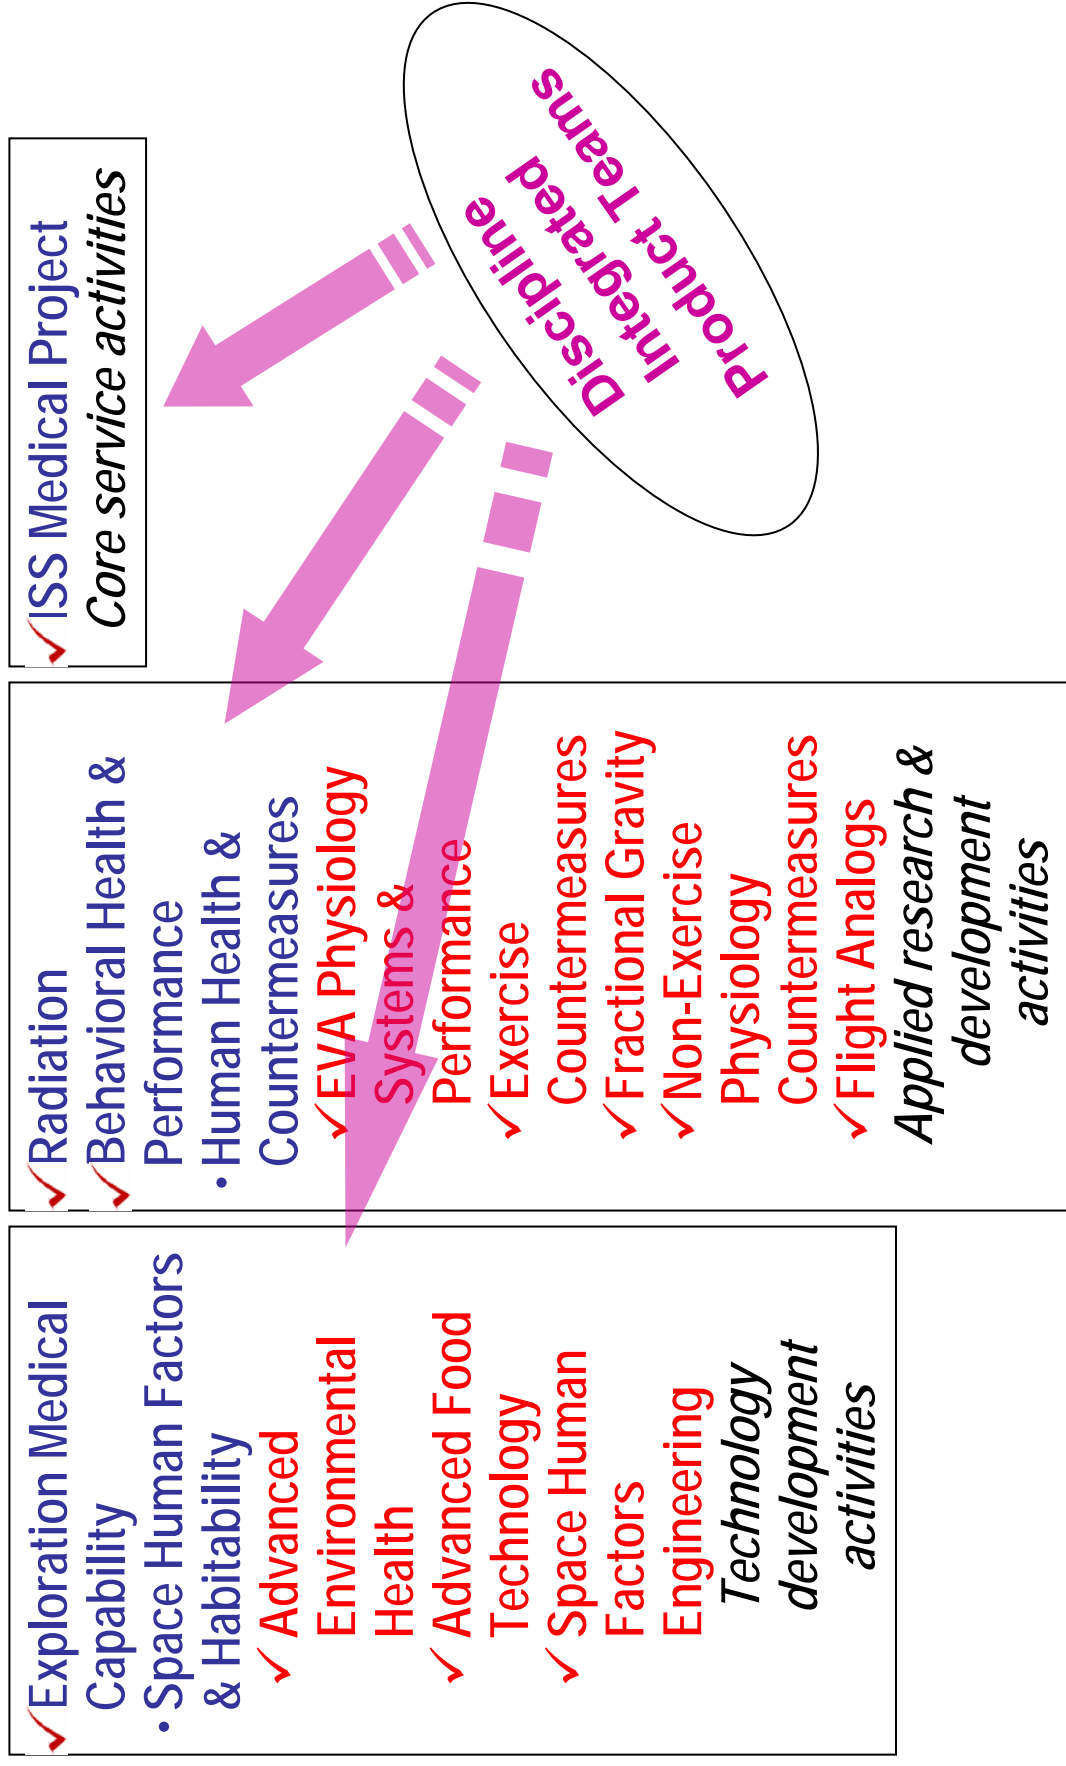 ✓Exploration Medical
Capability
• Space Human Factors
& Habitability
✓ Advanced
Environmental
Health
✓ Advanced Food
Technology
✓ Space Human
Factors
Engineering
Technology
development
activities
✓Radiation
✓Behavioral Health &
Performance
• Human Health &
Countermeasures
✓EVA Physiology
Systems &
Performance
✓Exercise
Countermeasures
✓Fractional Gravity
✓Non-Exercise
Physiology
Countermeasures
✓Flight Analogs
Applied research &
development
activities
✓ISS Medical Project
Core service activities
Discipline
Integrated
Product Teams